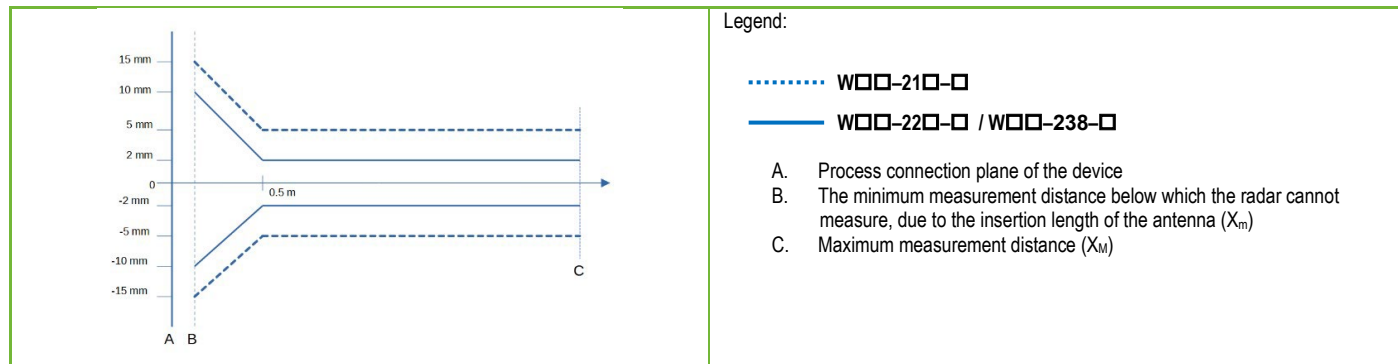 15 mm
10 mm
5 mm
2 mm
0
0.5 m
-2 mm
-5 mm
-10 mm
-15 mm
A B
C
Legend:
W□□–21□–□
W□□–22□–□ / W□□–238–□
A. Process connection plane of the device
B. The minimum measurement distance below which the radar cannot
measure, due to the insertion length of the antenna (Xm)
C. Maximum measurement distance (XM)